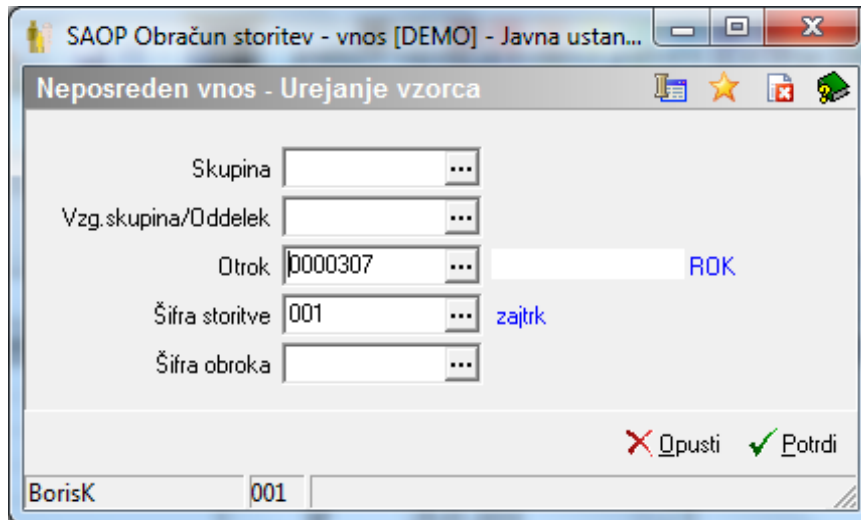 SAOP Obračun storitev - vnos [DEMO] - Javna ustan...
Neposreden vnos - Urejanje vzorca
Skupina ...
Vzg.skupina/Oddelek ...
Otrok 0000307 ... ROK
Šifra storitve 001 ... zajtrk
Šifra obroka ...
Opusti Potrdi
BorisK 001